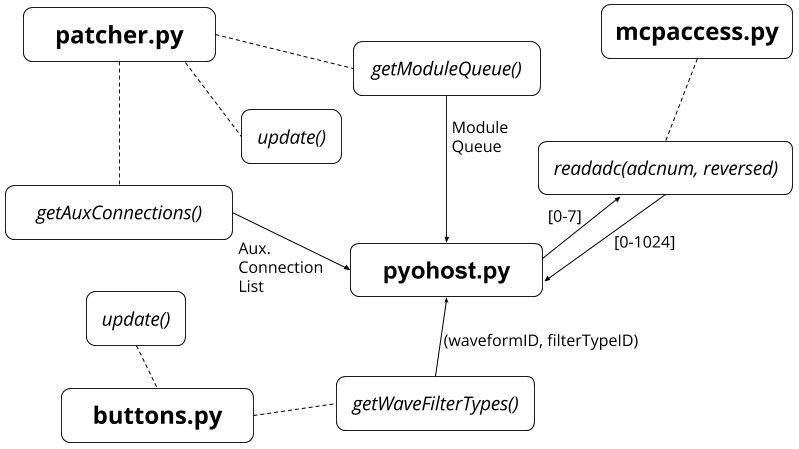 patcher.py
mcpaccess.py
getModuleQueue()
update()
Module
Queue
readadc(adcnum, reversed)
getAuxConnections()
[0-7]
[0-1024]
Aux.
Connection
List
pyohost.py
update()
(waveformID, filterTypeID)
buttons.py
getWaveFilterTypes()